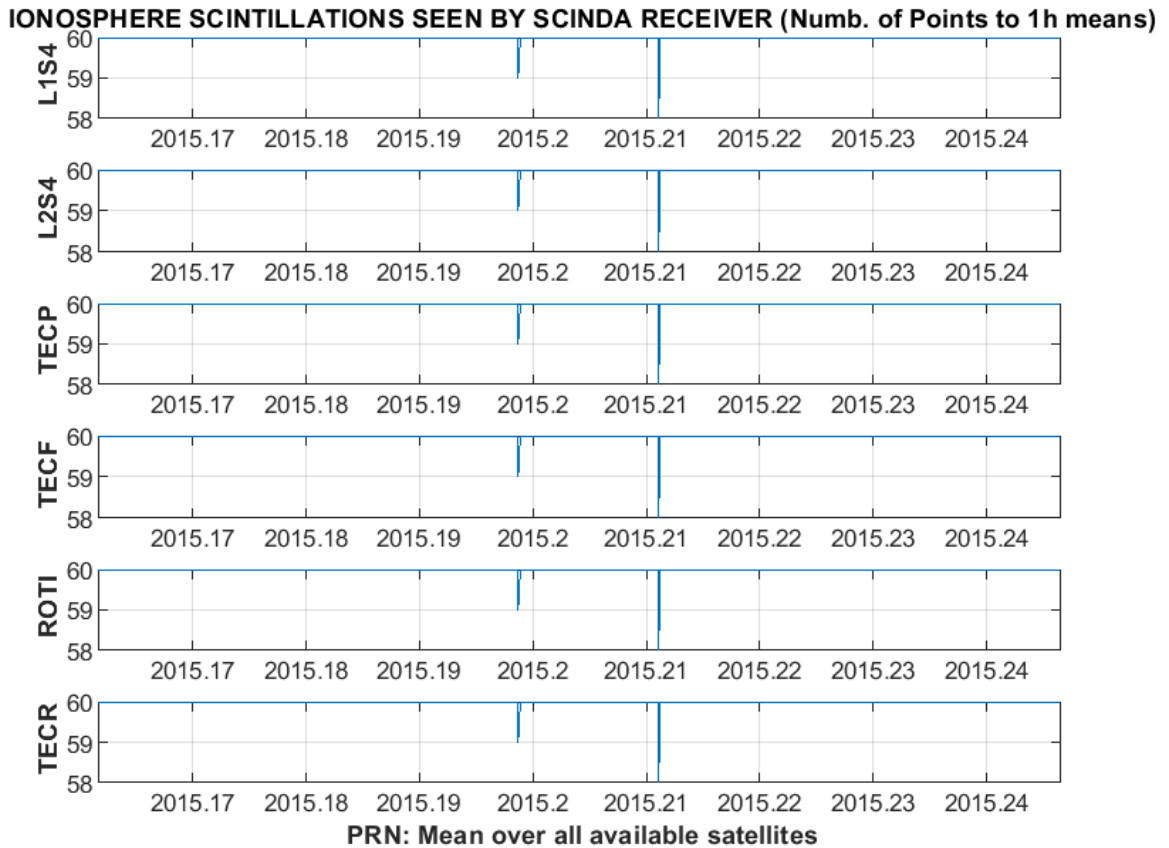 IONOSPHERE SCINTILLATIONS SEEN BY SCINDA RECEIVER (Numb. of Points to 1h means)
L1S4
60
59
58
2015.17 2015.18 2015.19 2015.2 2015.21 2015.22 2015.23 2015.24
L2S4
60
59
58
2015.17 2015.18 2015.19 2015.2 2015.21 2015.22 2015.23 2015.24
TECP
60
59
58
2015.17 2015.18 2015.19 2015.2 2015.21 2015.22 2015.23 2015.24
TECF
60
59
58
2015.17 2015.18 2015.19 2015.2 2015.21 2015.22 2015.23 2015.24
ROTI
60
59
58
2015.17 2015.18 2015.19 2015.2 2015.21 2015.22 2015.23 2015.24
TECR
60
59
58
2015.17 2015.18 2015.19 2015.2 2015.21 2015.22 2015.23 2015.24
PRN: Mean over all available satellites